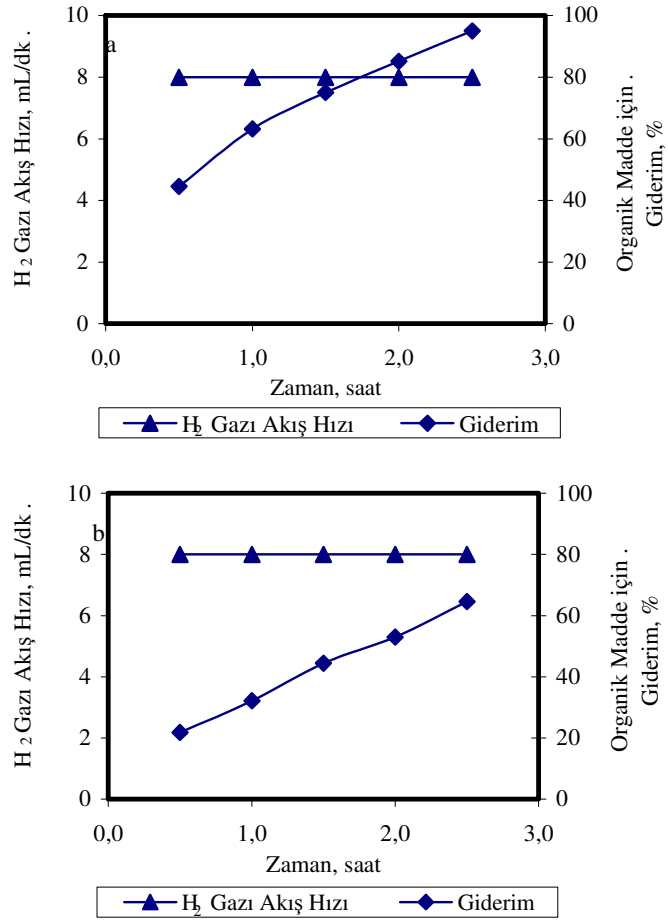 10
8
6
4
2
0
a
100
80
60
40
20
0
0,0
1,0
2,0
3,0
H₂ Gazı Akış Hızı, mL/dk .
Organik Madde için .
Giderim, %
Zaman, saat
H₂ Gazı Akış Hızı
Giderim
10
8
6
4
2
0
b
100
80
60
40
20
0
0,0
1,0
2,0
3,0
H₂ Gazı Akış Hızı, mL/dk .
Organik Madde için .
Giderim, %
Zaman, saat
H₂ Gazı Akış Hızı
Giderim